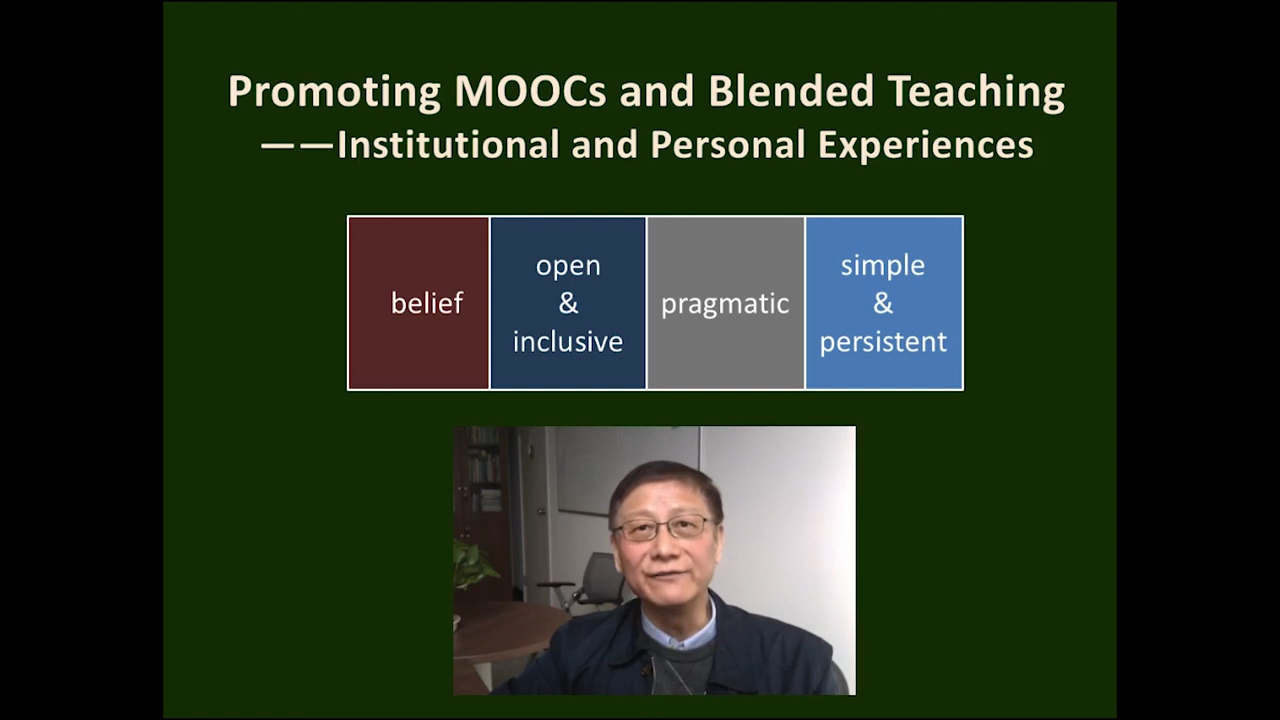 Promoting MOOCs and Blended Teaching
——Institutional and Personal Experiences
belief
open
&
inclusive
pragmatic
simple
&
persistent